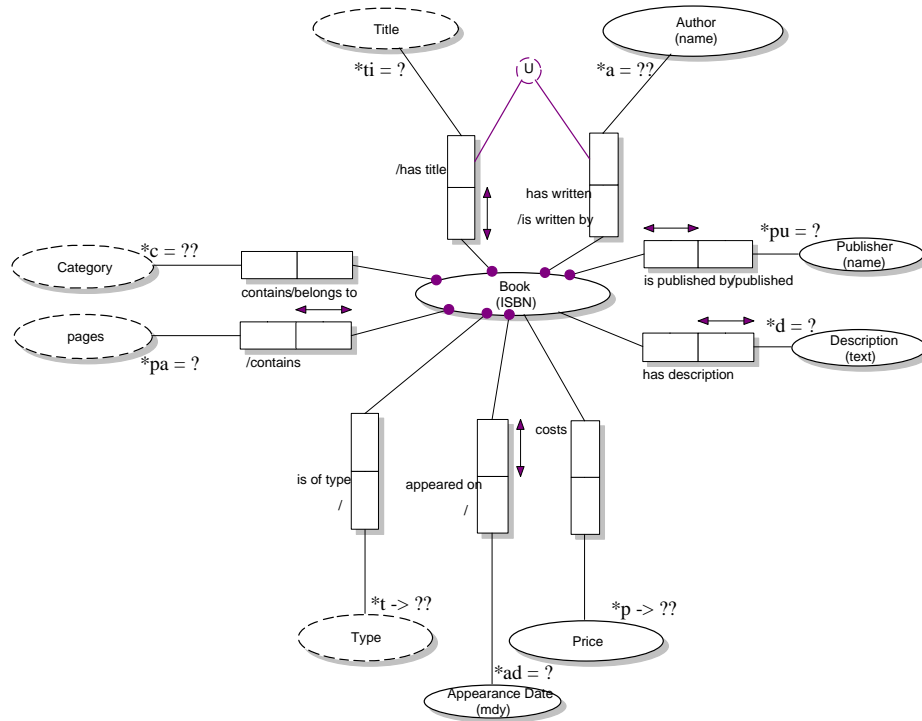 Title
Author
(name)
*ti = ?
U
*a = ??
/has title
has written
/is written by
*pu = ?
Publisher
(name)
is published by/published
*c = ??
Category
contains/belongs to
Book
(ISBN)
pages
*pa = ?
/contains
*d = ?
Description
(text)
has description
costs
is of type
/
appeared on
/
*t -> ??
Type
*p -> ??
Price
*ad = ?
Appearance Date
(mdy)